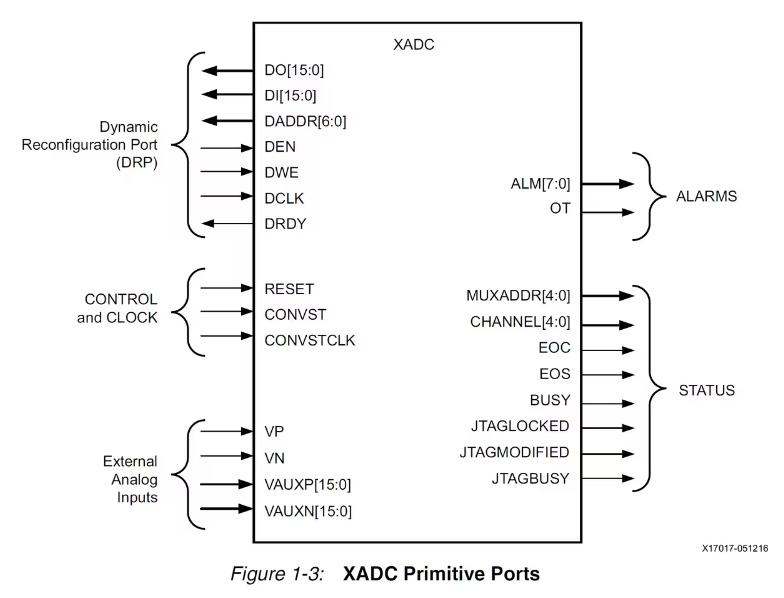 XADC
DO[15:0]
DI[15:0]
DADDR[6:0]
DEN
DWE
DCLK
DRDY
Dynamic
Reconfiguration Port
(DRP)
RESET
CONVST
CONVSTCLK
CONTROL
and CLOCK
VP
VN
VAUXP[15:0]
VAUXN[15:0]
External
Analog
Inputs
ALM[7:0]
OT
ALARMS
MUXADDR[4:0]
CHANNEL[4:0]
EOC
EOS
BUSY
JTAGLOCKED
JTAGMODIFIED
JTAGBUSY
STATUS
X17017-051216
Figure 1-3: XADC Primitive Ports